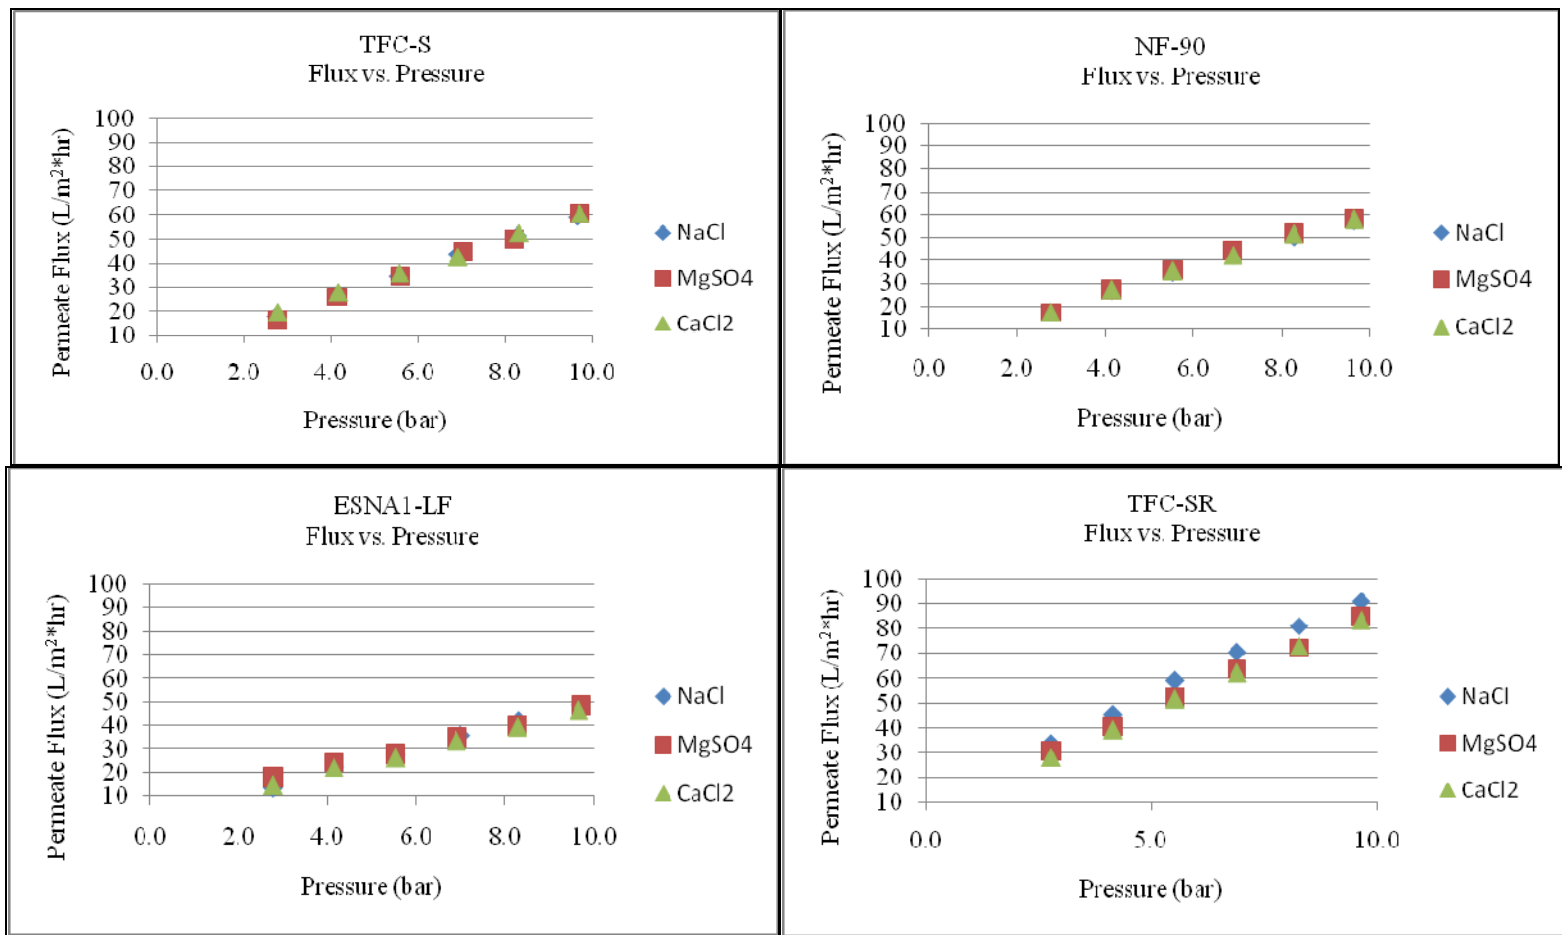 TFC-S
Flux vs. Pressure
Permeate Flux (L/m²*hr)
100
90
80
70
60
50
40
30
20
10
0.0 2.0 4.0 6.0 8.0 10.0
Pressure (bar)
NaCl
MgSO4
CaCl2
NF-90
Flux vs. Pressure
Permeate Flux (L/m²*hr)
100
90
80
70
60
50
40
30
20
10
0.0 2.0 4.0 6.0 8.0 10.0
Pressure (bar)
NaCl
MgSO4
CaCl2
ESNA1-LF
Flux vs. Pressure
Permeate Flux (L/m²*hr)
100
90
80
70
60
50
40
30
20
10
0.0 2.0 4.0 6.0 8.0 10.0
Pressure (bar)
NaCl
MgSO4
CaCl2
TFC-SR
Flux vs. Pressure
Permeate Flux (L/m²*hr)
100
90
80
70
60
50
40
30
20
10
0.0 5.0 10.0
Pressure (bar)
NaCl
MgSO4
CaCl2